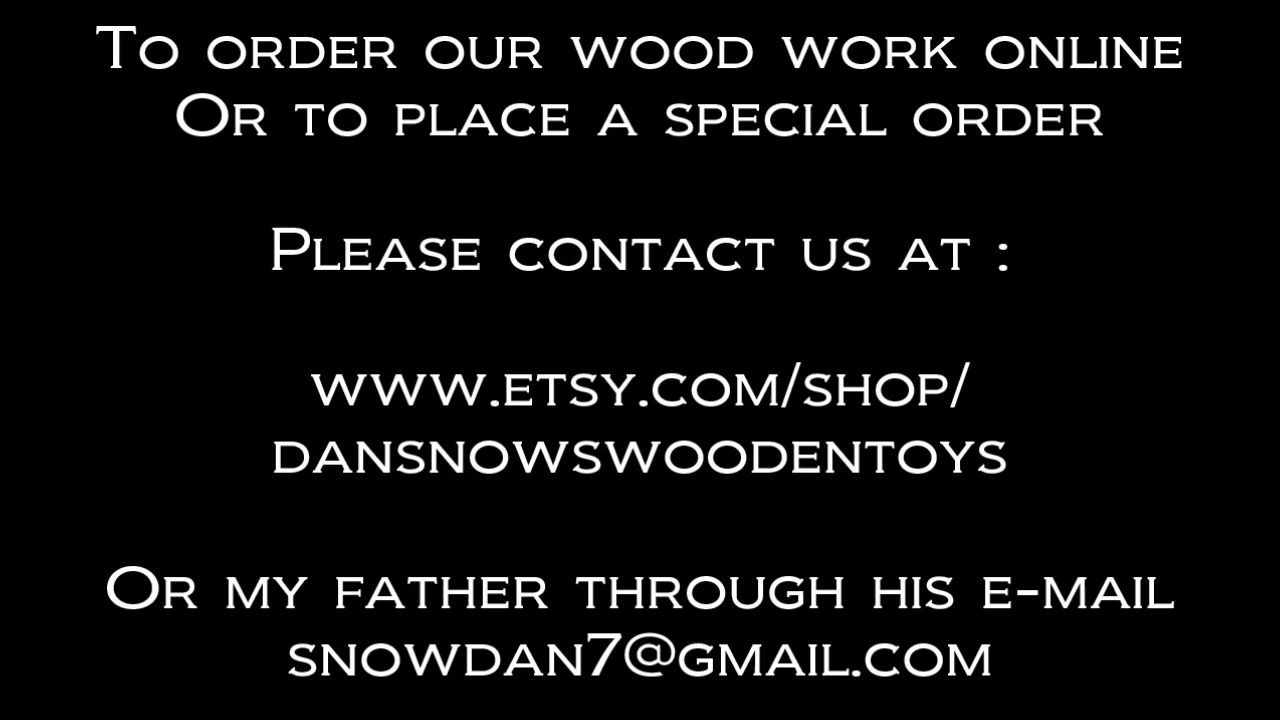 To order our wood work online
Or to place a special order
Please contact us at :
www.etsy.com/shop/
dansnowswoodentoys
Or my father through his e-mail
snowdan7@gmail.com